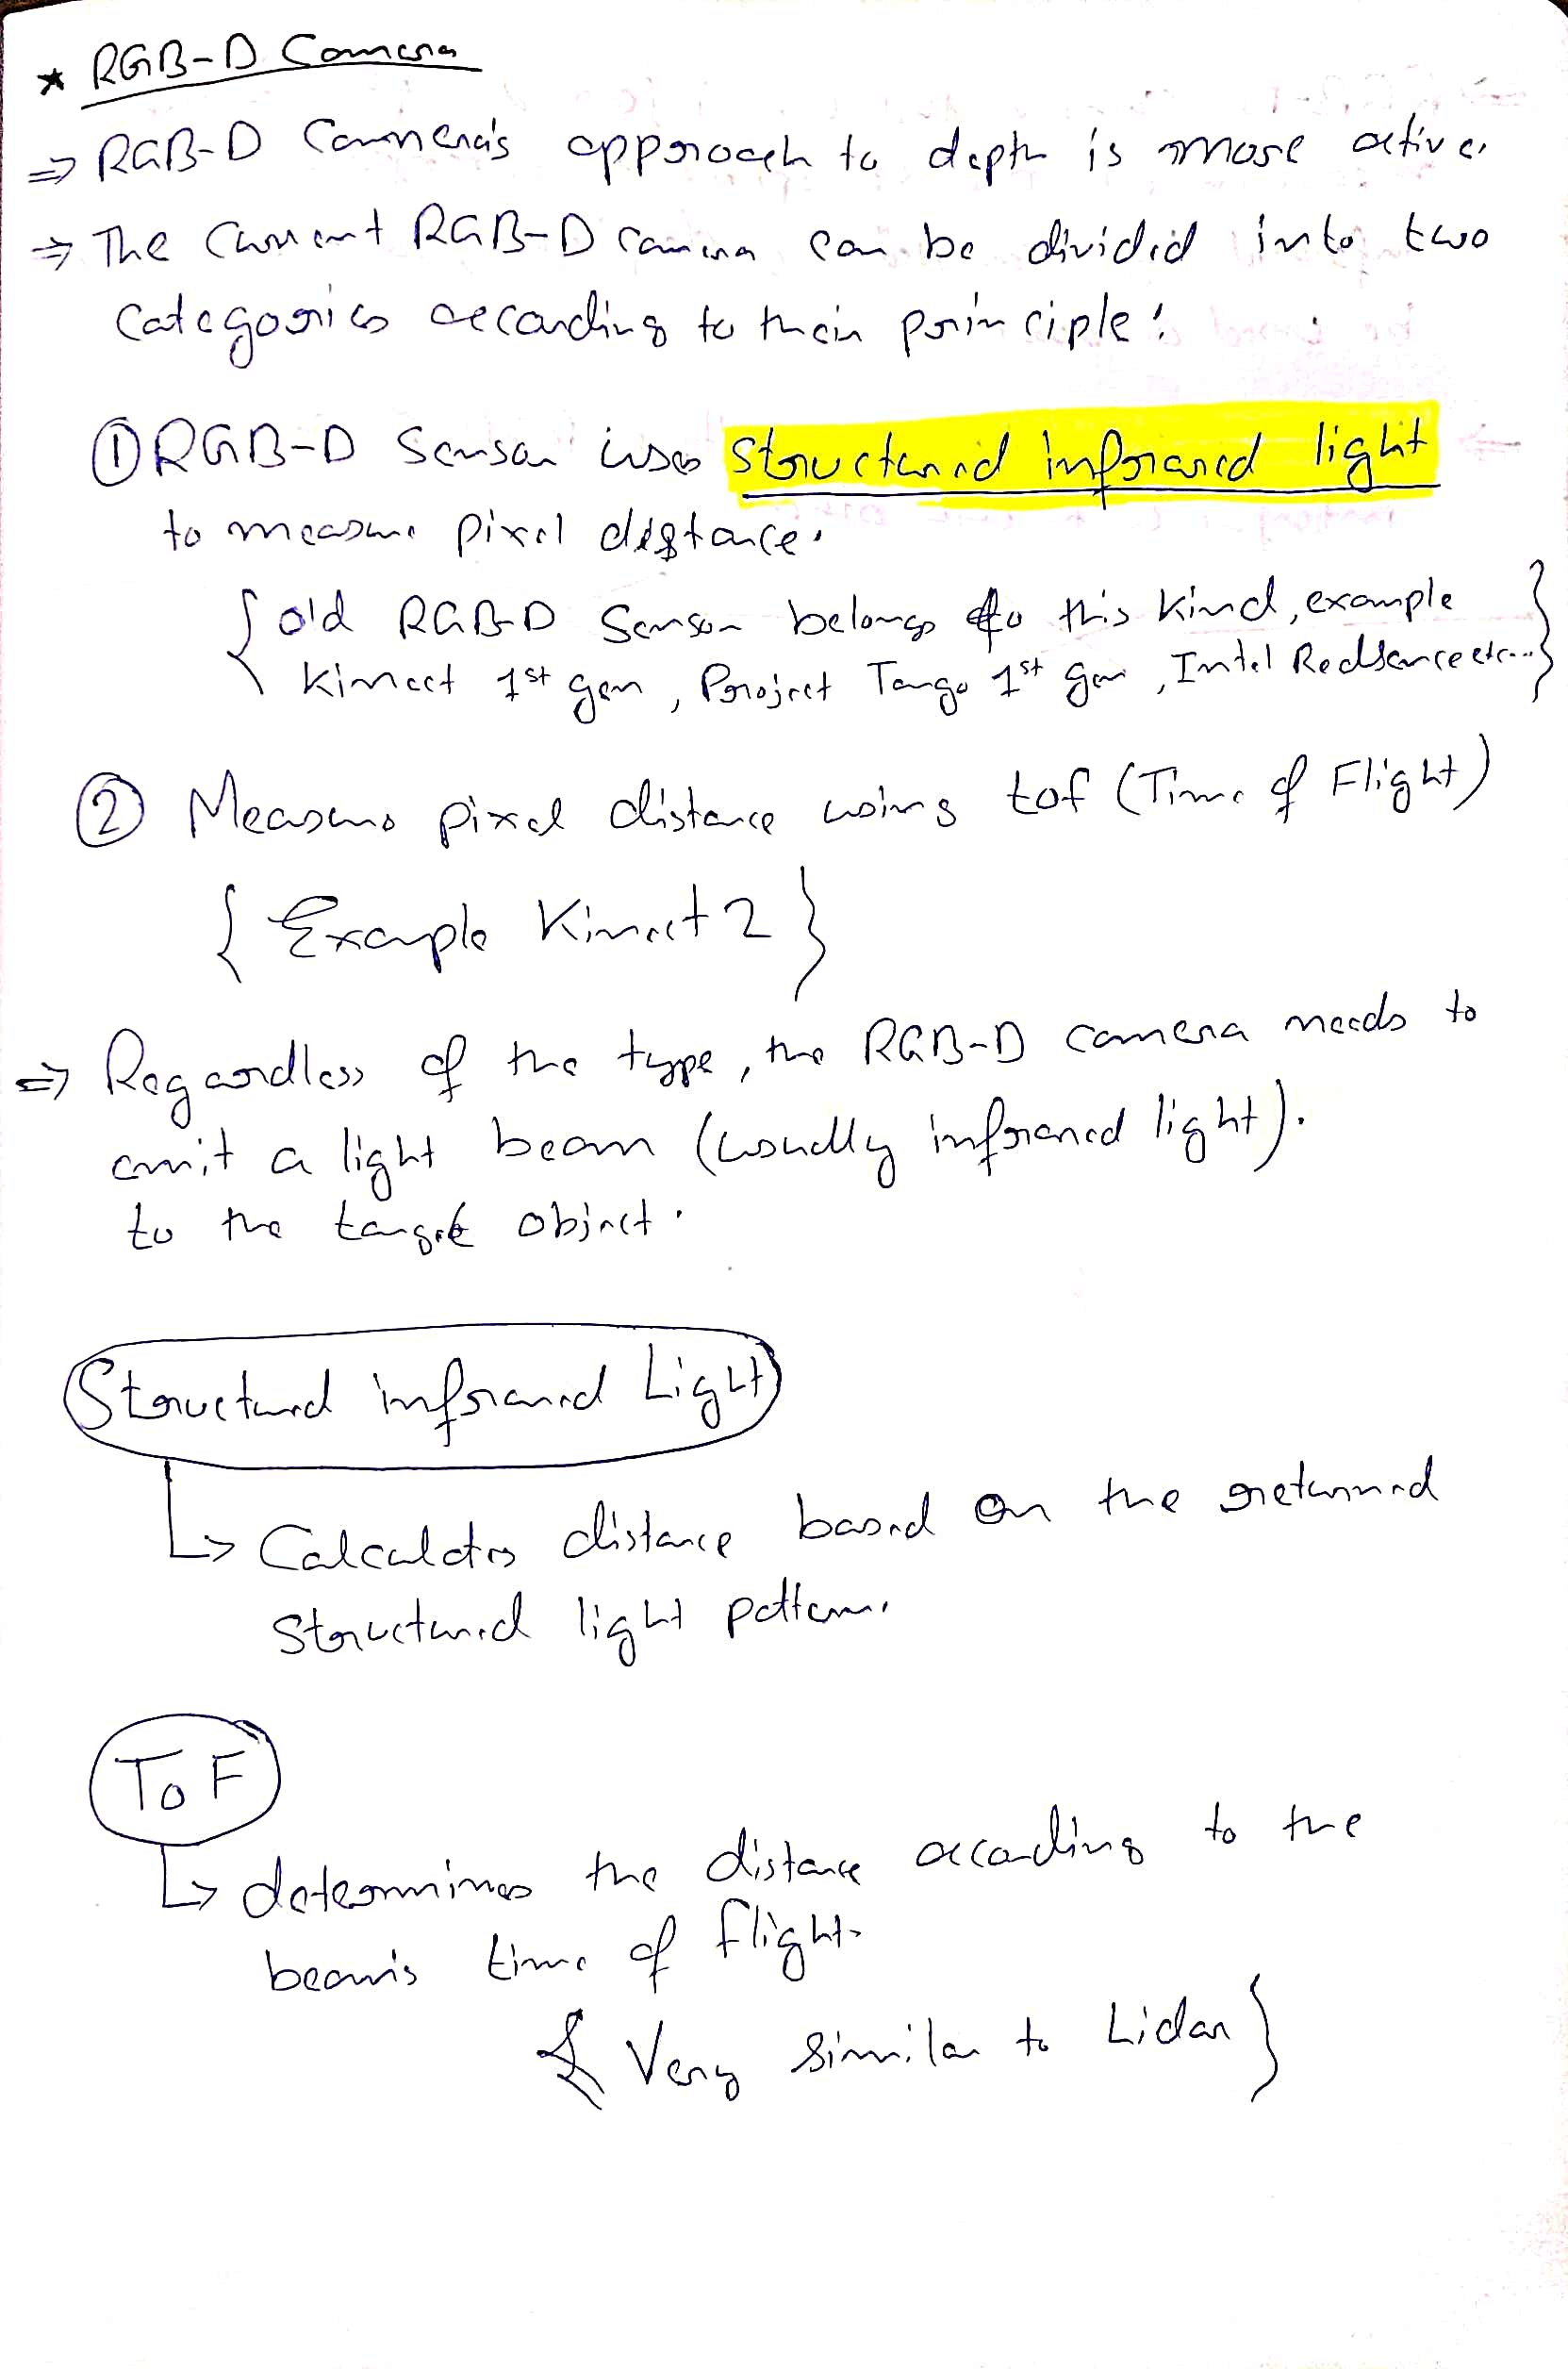 * RGB-D Camera
⇒ RGB-D Camera's approach to depth is more active.
⇒ The Current RGB-D camera can be divided into two
Categories according to their principle:
① RGB-D Sensor uses structured infrared light
to measure pixel distance.
{ old RGB-D Sensor belongs to this kind, example
Kinect 1st gen, Project Tango 1st gen, Intel Realsence etc... }
② Measures pixel distance using tof (Time of Flight)
{ Example Kinect 2 }
⇒ Regardless of the type, the RGB-D camera needs to
emit a light beam (usually infrared light).
to the target object.
Structured infrared Light
↳ Calculates distance based on the returned
Structured light pattern.
ToF
↳ determines the distance according to the
beam's time of flight.
{ Very similar to Lidar }